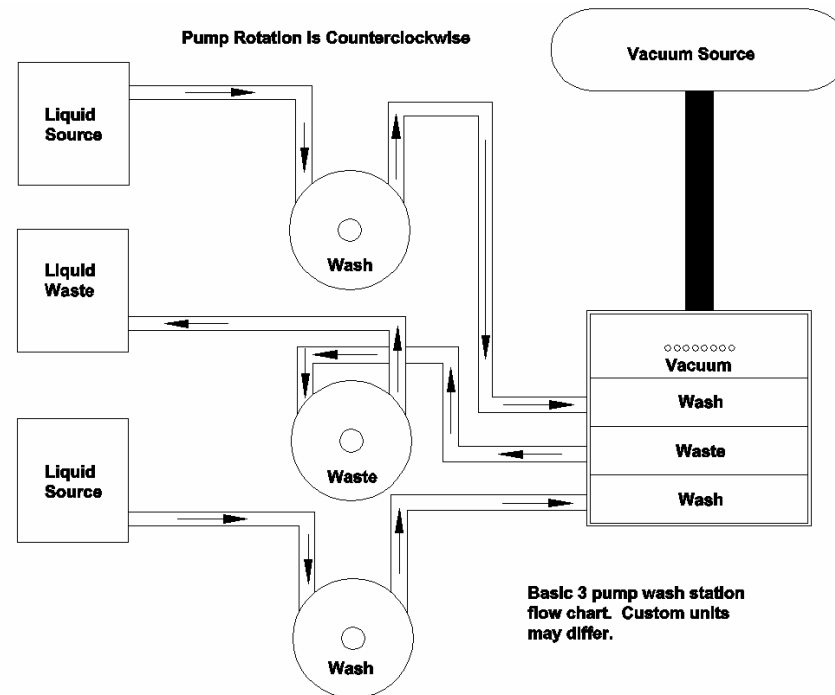 Pump Rotation is Counterclockwise
Vacuum Source
Liquid
Source
Wash
Liquid
Waste
Vacuum
Wash
Waste
Wash
Waste
Liquid
Source
Wash
Basic 3 pump wash station
flow chart. Custom units
may differ.